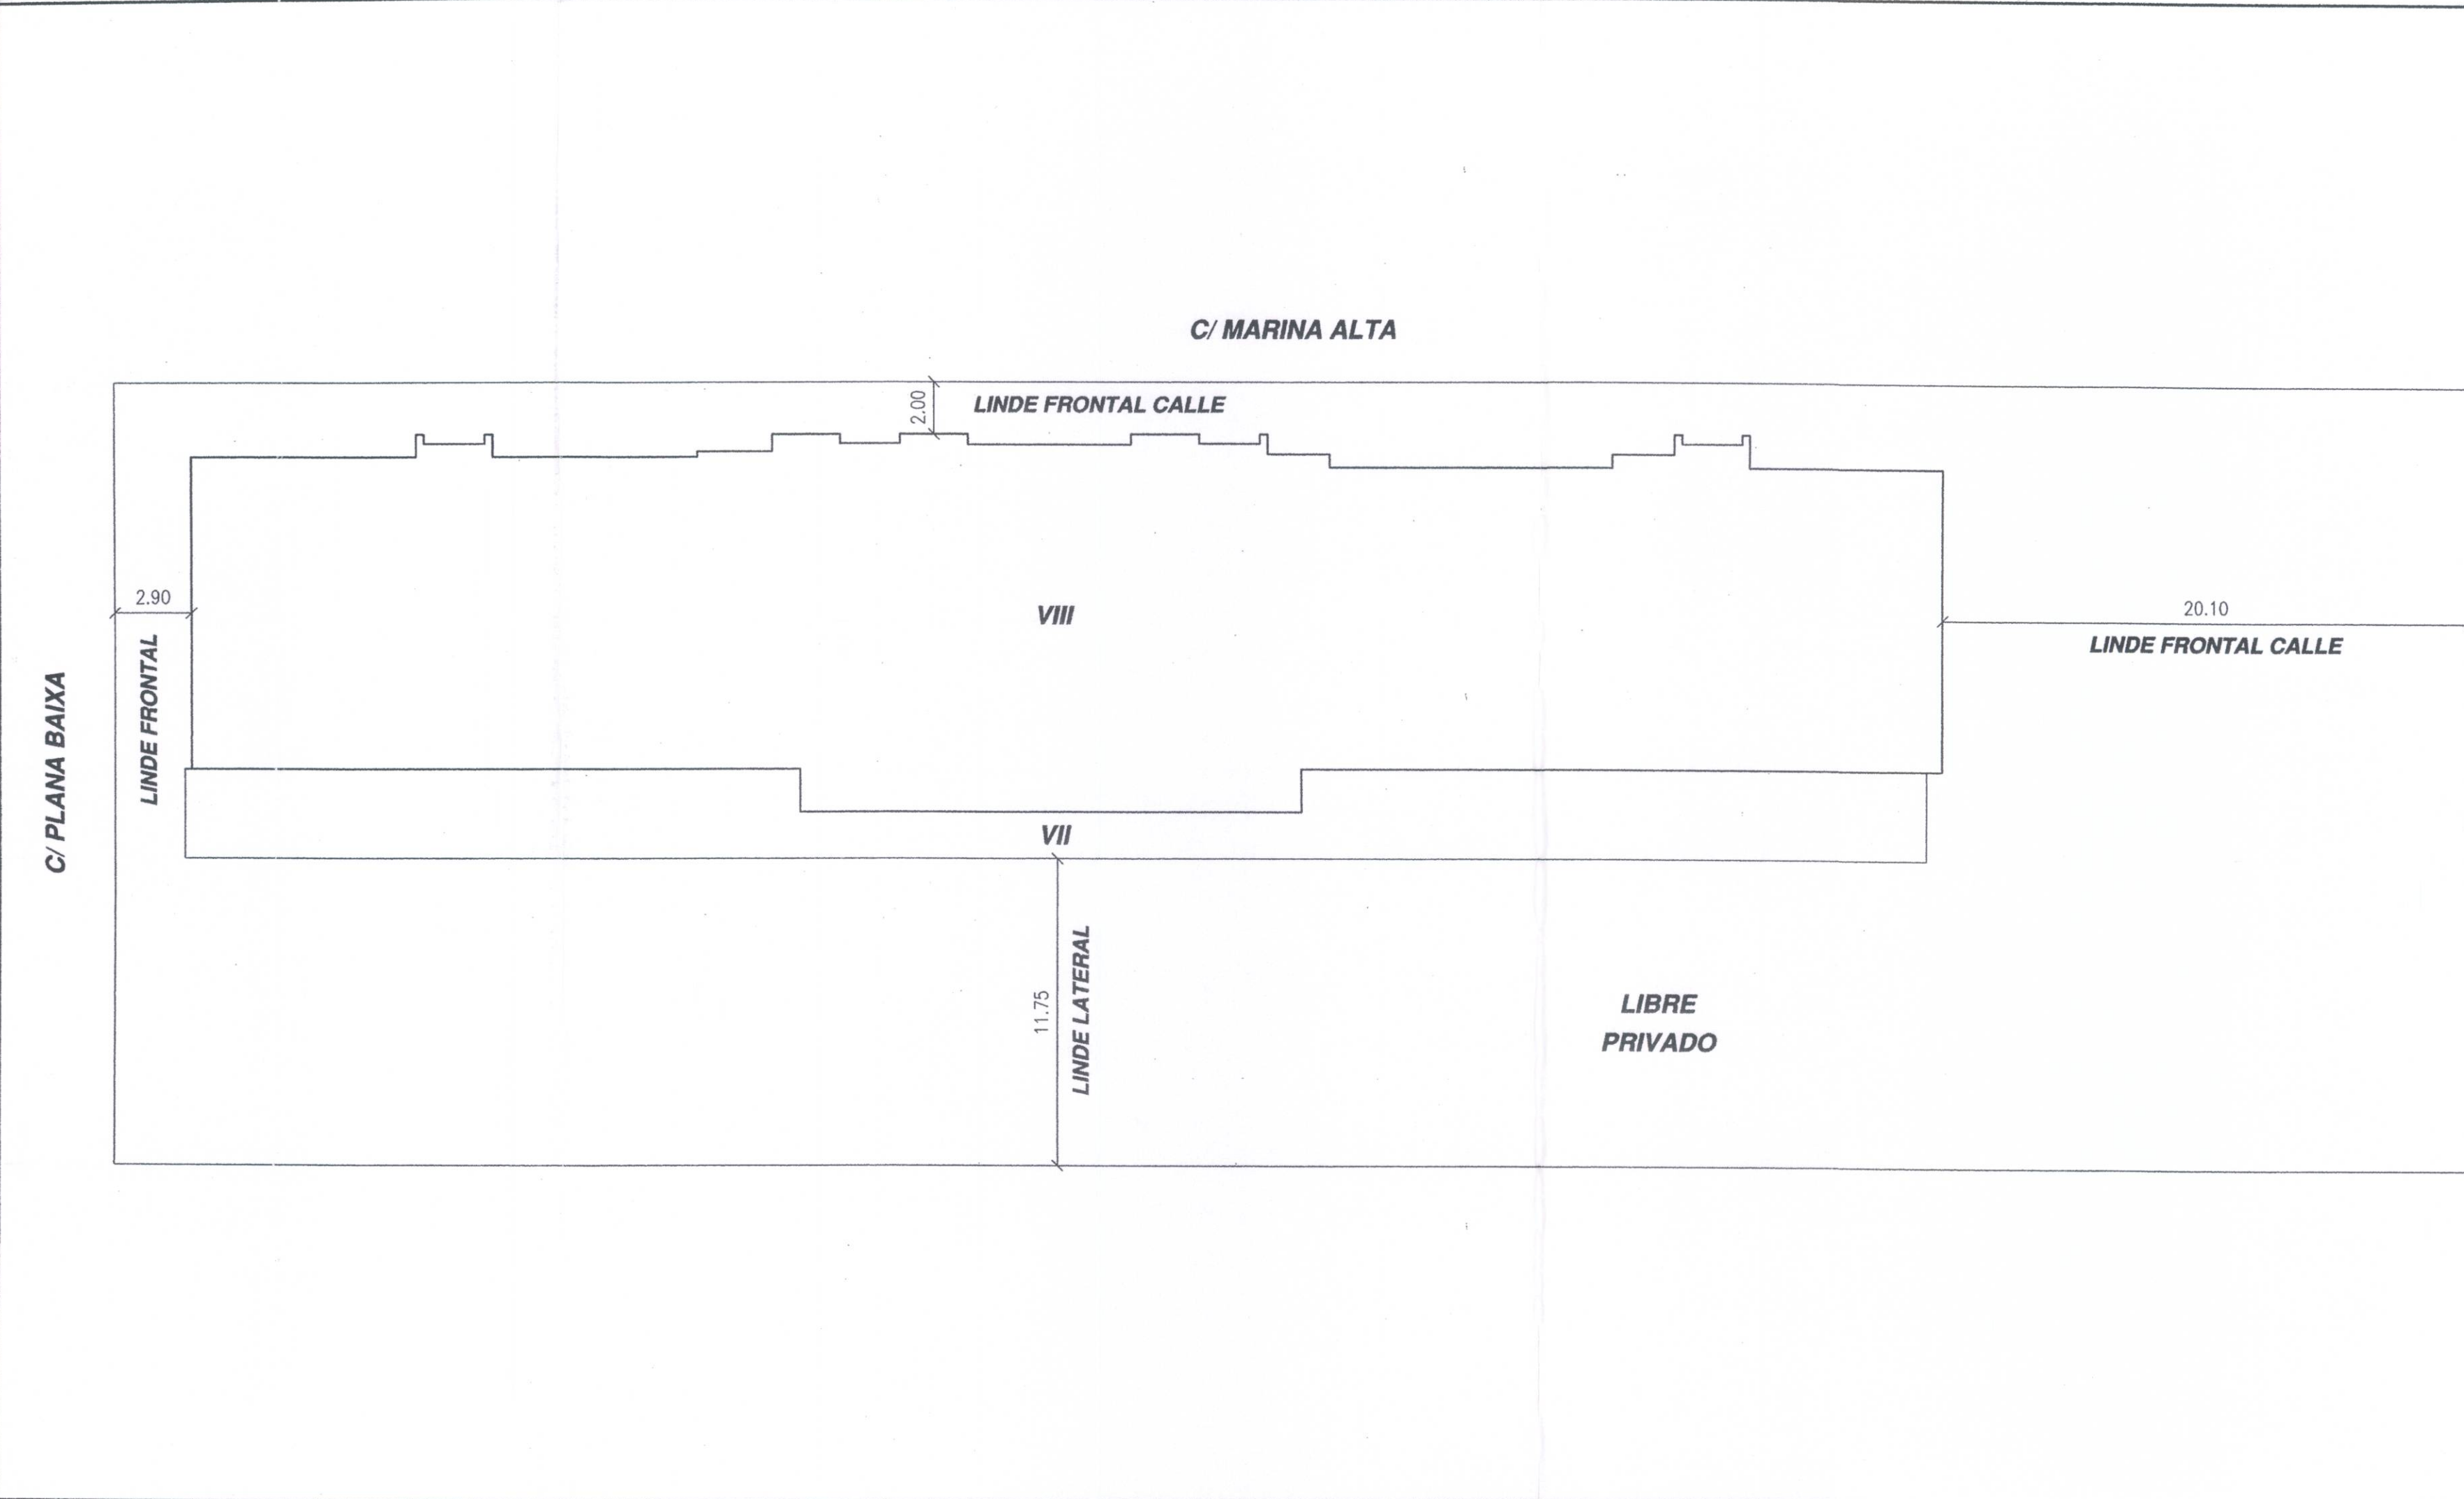 C/ MARINA ALTA
2.00
LINDE FRONTAL CALLE
2.90
LINDE FRONTAL
C/ PLANA BAIXA
VIII
20.10
LINDE FRONTAL CALLE
VII
11.75
LINDE LATERAL
LIBRE
PRIVADO